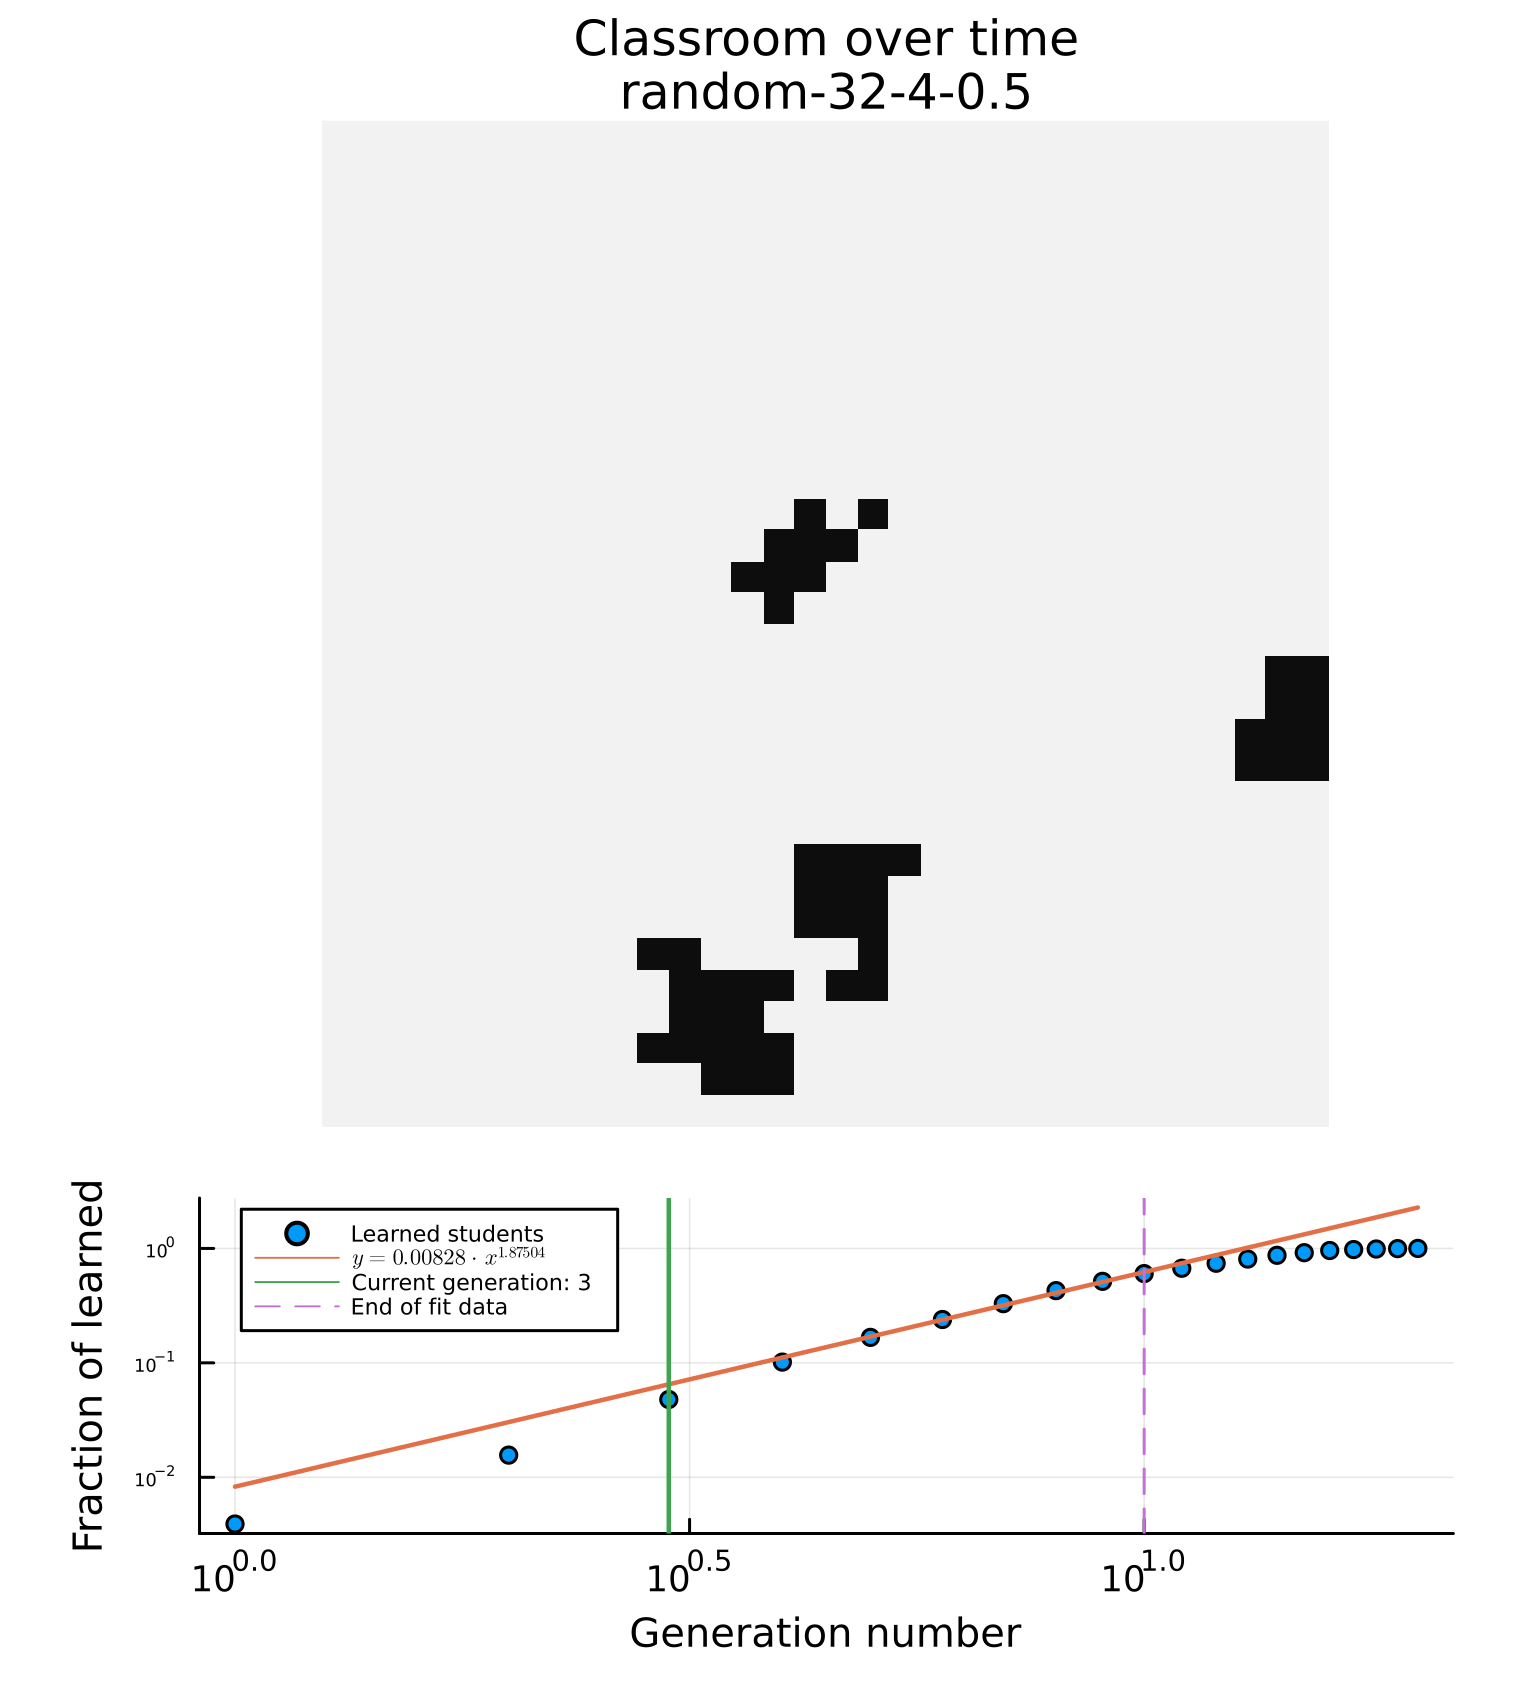 Classroom over time
random-32-4-0.5
Fraction of learned
10⁰
10⁻¹
10⁻²
Learned students
y = 0.00828 · x^1.87504
Current generation: 3
End of fit data
10^0.0
10^0.5
10^1.0
Generation number